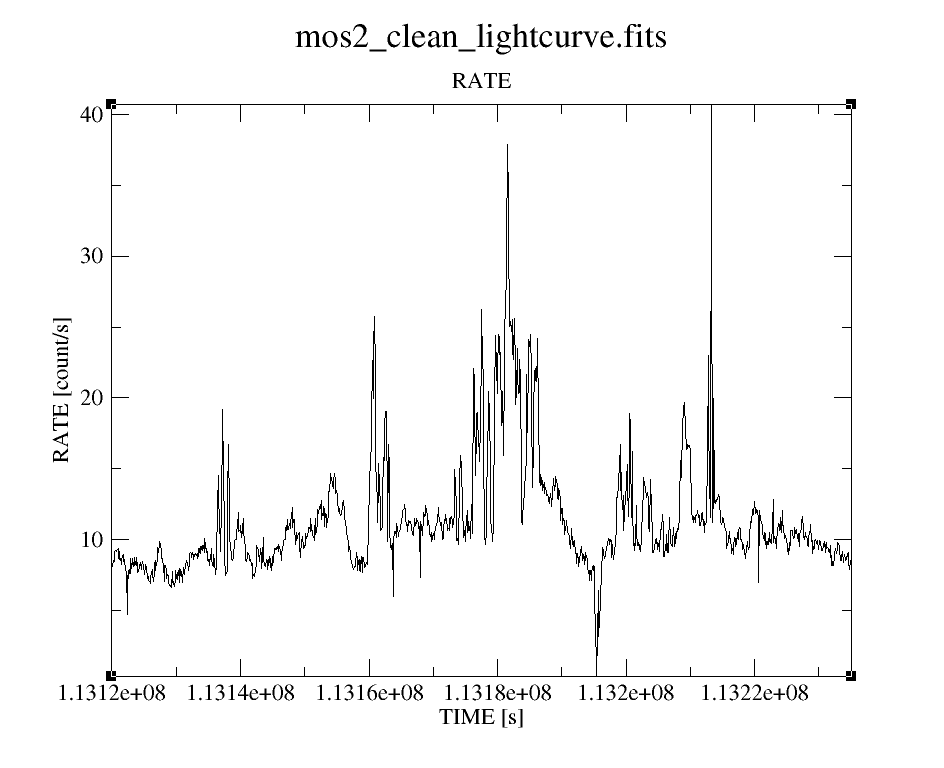 mos2_clean_lightcurve.fits
RATE
40
30
20
10
RATE [count/s]
1.1312e+08 1.1314e+08 1.1316e+08 1.1318e+08 1.132e+08 1.1322e+08
TIME [s]